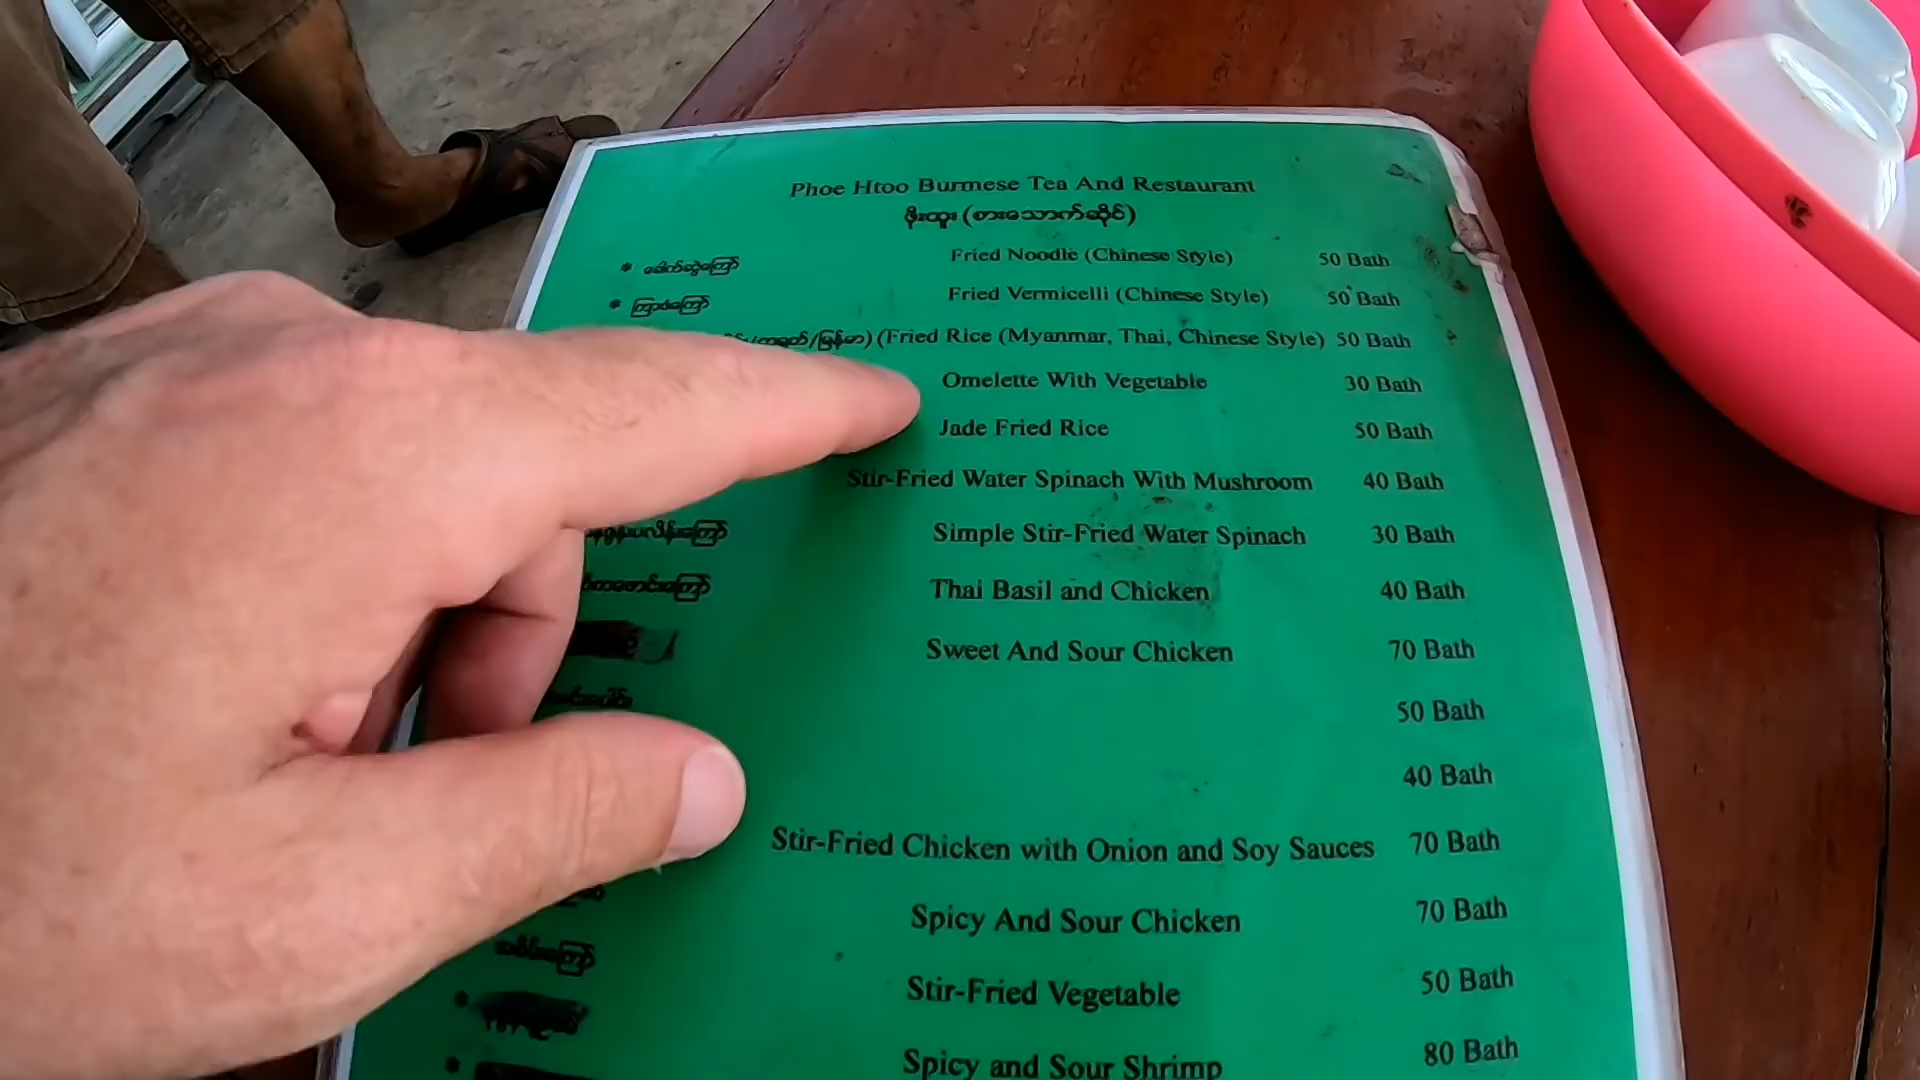 Phoe Htoo Burmese Tea And Restaurant
ဖိုးထူး (စားသောက်ဆိုင်)
* ခေါက်ဆွဲကြော် Fried Noodle (Chinese Style) 50 Bath
* ကြာဇံကြော် Fried Vermicelli (Chinese Style) 50 Bath
(Fried Rice (Myanmar, Thai, Chinese Style) 50 Bath
Omelette With Vegetable 30 Bath
Jade Fried Rice 50 Bath
Stir-Fried Water Spinach With Mushroom 40 Bath
Simple Stir-Fried Water Spinach 30 Bath
Thai Basil and Chicken 40 Bath
Sweet And Sour Chicken 70 Bath
50 Bath
40 Bath
Stir-Fried Chicken with Onion and Soy Sauces 70 Bath
Spicy And Sour Chicken 70 Bath
Stir-Fried Vegetable 50 Bath
Spicy and Sour Shrimp 80 Bath